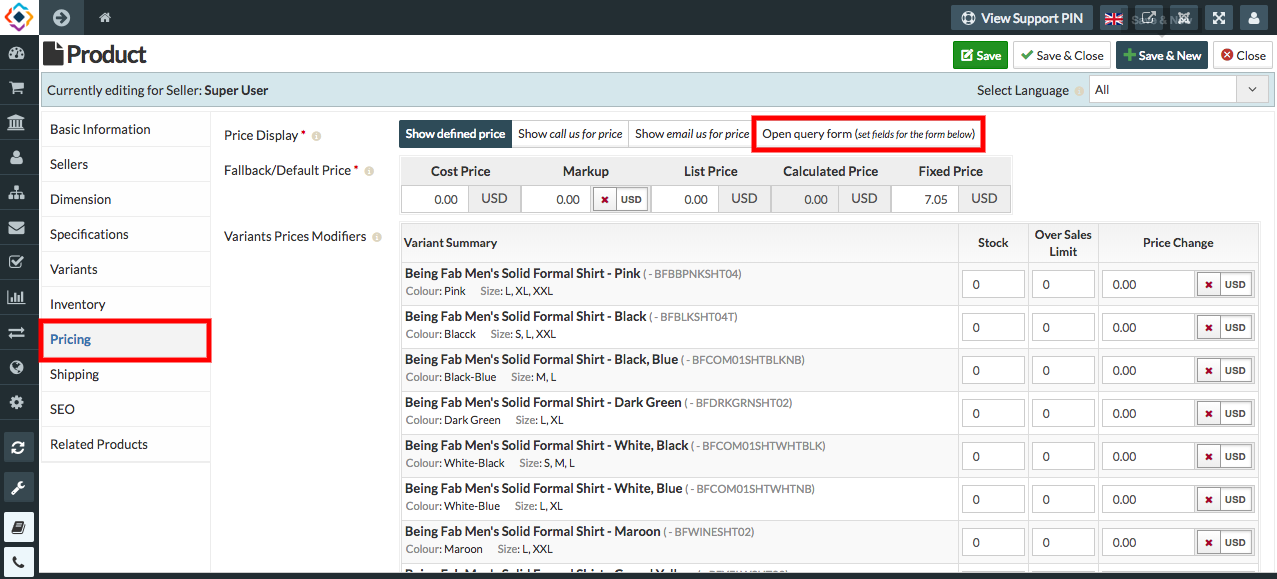 View Support PIN
Product
Save
Save & Close
Save & New
Close
Currently editing for Seller: Super User
Select Language
All
Basic Information
Sellers
Dimension
Specifications
Variants
Inventory
Pricing
Shipping
SEO
Related Products
Price Display *
Show defined price
Show call us for price
Show email us for price
Open query form (set fields for the form below)
Fallback/Default Price *
Cost Price Markup List Price Calculated Price Fixed Price
0.00 USD 0.00 USD 0.00 USD 0.00 USD 7.05 USD
Variants Prices Modifiers
Variant Summary Stock Over Sales Limit Price Change
Being Fab Men's Solid Formal Shirt - Pink ( - BFBBPNKSHT04)
Colour: Pink Size: L, XL, XXL
0 0 0.00 USD
Being Fab Men's Solid Formal Shirt - Black ( - BFBLKSHT04T)
Colour: Blacck Size: S, L, XXL
0 0 0.00 USD
Being Fab Men's Solid Formal Shirt - Black, Blue ( - BFCOM01SHTBLKNB)
Colour: Black-Blue Size: M, L
0 0 0.00 USD
Being Fab Men's Solid Formal Shirt - Dark Green ( - BFDRKGRNSHT02)
Colour: Dark Green Size: L, XL
0 0 0.00 USD
Being Fab Men's Solid Formal Shirt - White, Black ( - BFCOM01SHTWHTBLK)
Colour: White-Black Size: S, M, L
0 0 0.00 USD
Being Fab Men's Solid Formal Shirt - White, Blue ( - BFCOM01SHTWHTNB)
Colour: White-Blue Size: L, XL
0 0 0.00 USD
Being Fab Men's Solid Formal Shirt - Maroon ( - BFWINESHT02)
Colour: Maroon Size: L, XXL
0 0 0.00 USD